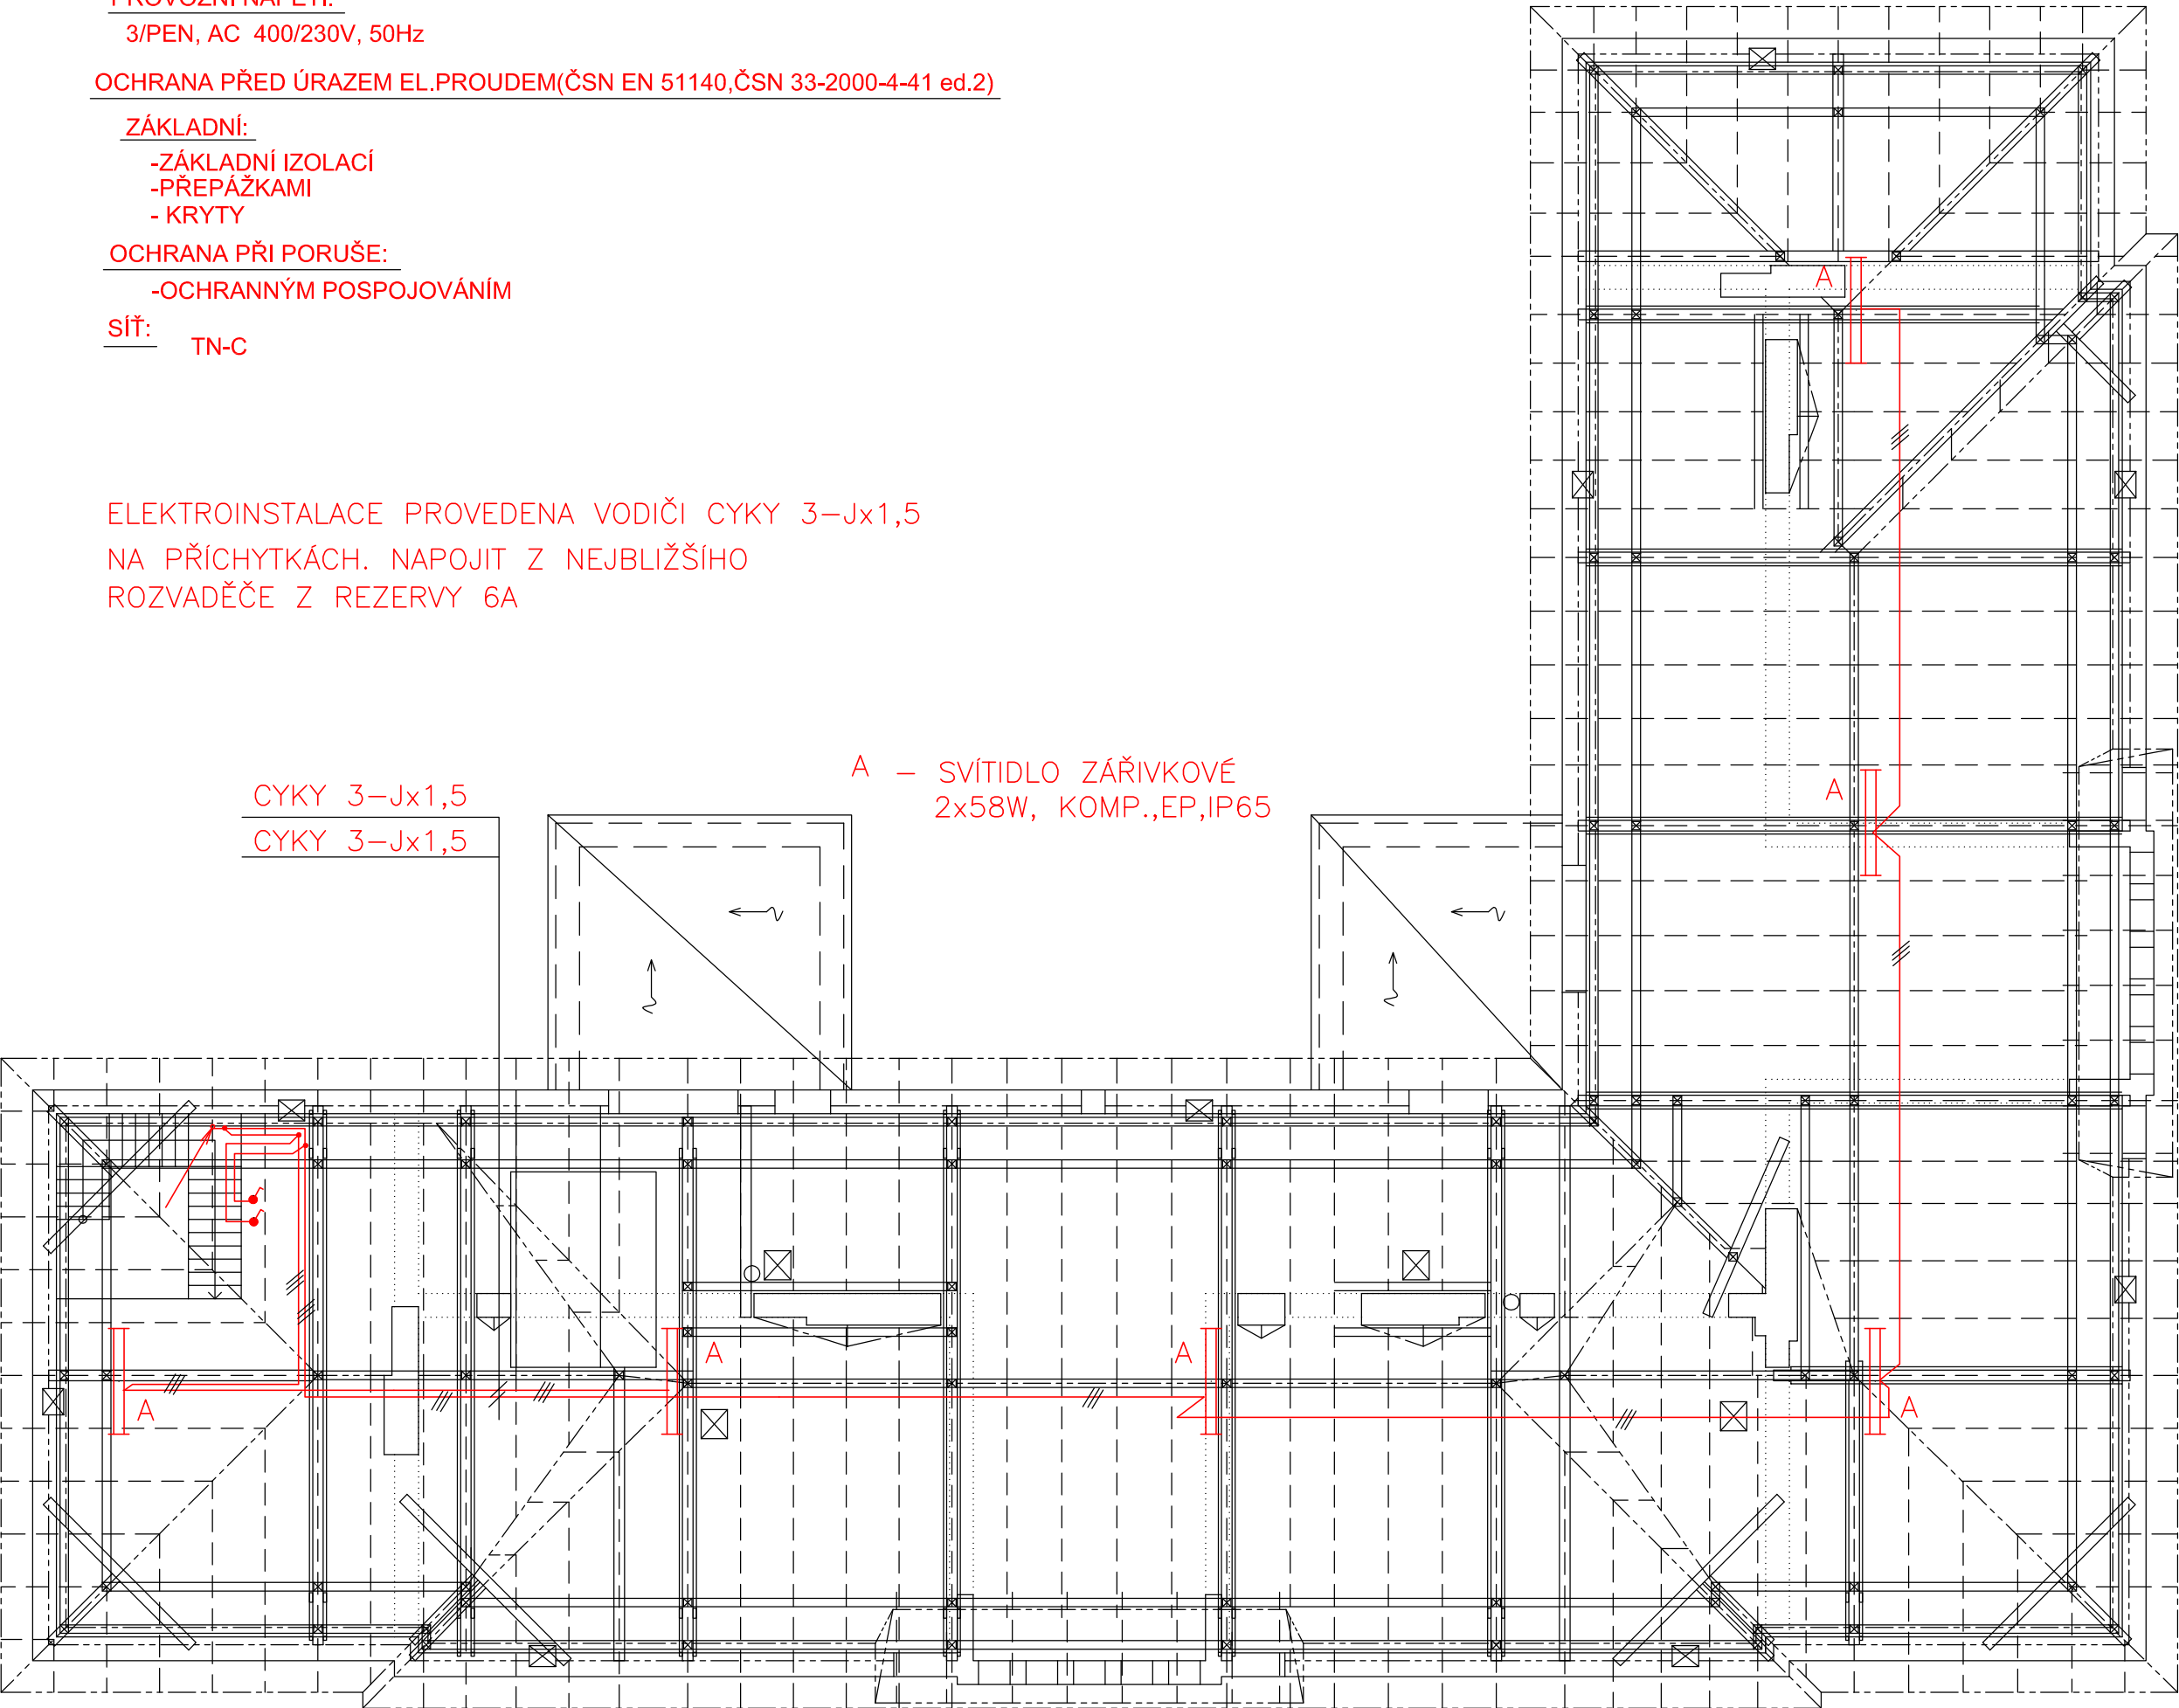 PROVOZNÍ NAPĚTÍ:
3/PEN, AC 400/230V, 50Hz
OCHRANA PŘED ÚRAZEM EL.PROUDEM(ČSN EN 51140,ČSN 33-2000-4-41 ed.2)
ZÁKLADNÍ:
-ZÁKLADNÍ IZOLACÍ
-PŘEPÁŽKAMI
- KRYTY
OCHRANA PŘI PORUŠE:
-OCHRANNÝM POSPOJOVÁNÍM
SÍŤ:
TN-C
ELEKTROINSTALACE PROVEDENA VODIČI CYKY 3-Jx1,5
NA PŘÍCHYTKÁCH. NAPOJIT Z NEJBLIŽŠÍHO
ROZVADĚČE Z REZERVY 6A
A - SVÍTIDLO ZÁŘIVKOVÉ
2x58W, KOMP.,EP,IP65
CYKY 3-Jx1,5
CYKY 3-Jx1,5
A
A
A
A
A
A